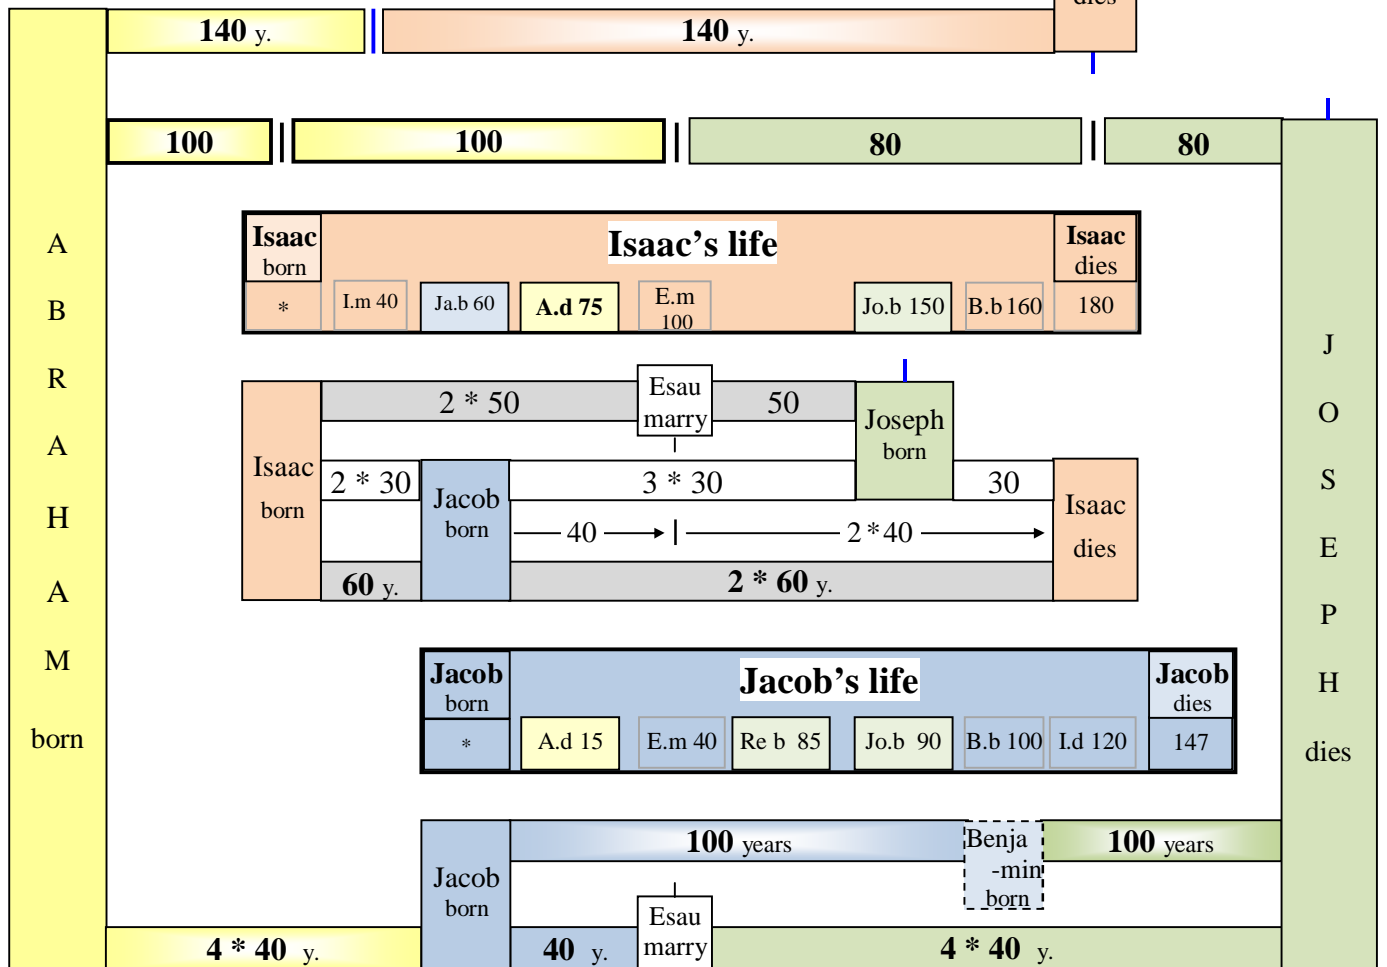 dies
140 y.
140 y.
100
100
80
80
A
B
R
A
H
A
M
born
Isaac
born
Isaac's life
Isaac
dies
*
I.m 40
Ja.b 60
A.d 75
E.m
100
Jo.b 150
B.b 160
180
J
O
S
E
P
H
dies
Isaac
born
2 * 50
Esau
marry
50
Joseph
born
2 * 30
Jacob
born
3 * 30
30
Isaac
dies
40
2 * 40
60 y.
2 * 60 y.
Jacob
born
Jacob's life
Jacob
dies
*
A.d 15
E.m 40
Re b 85
Jo.b 90
B.b 100
I.d 120
147
Jacob
born
100 years
Benja
-min
born
100 years
4 * 40 y.
40 y.
Esau
marry
4 * 40 y.